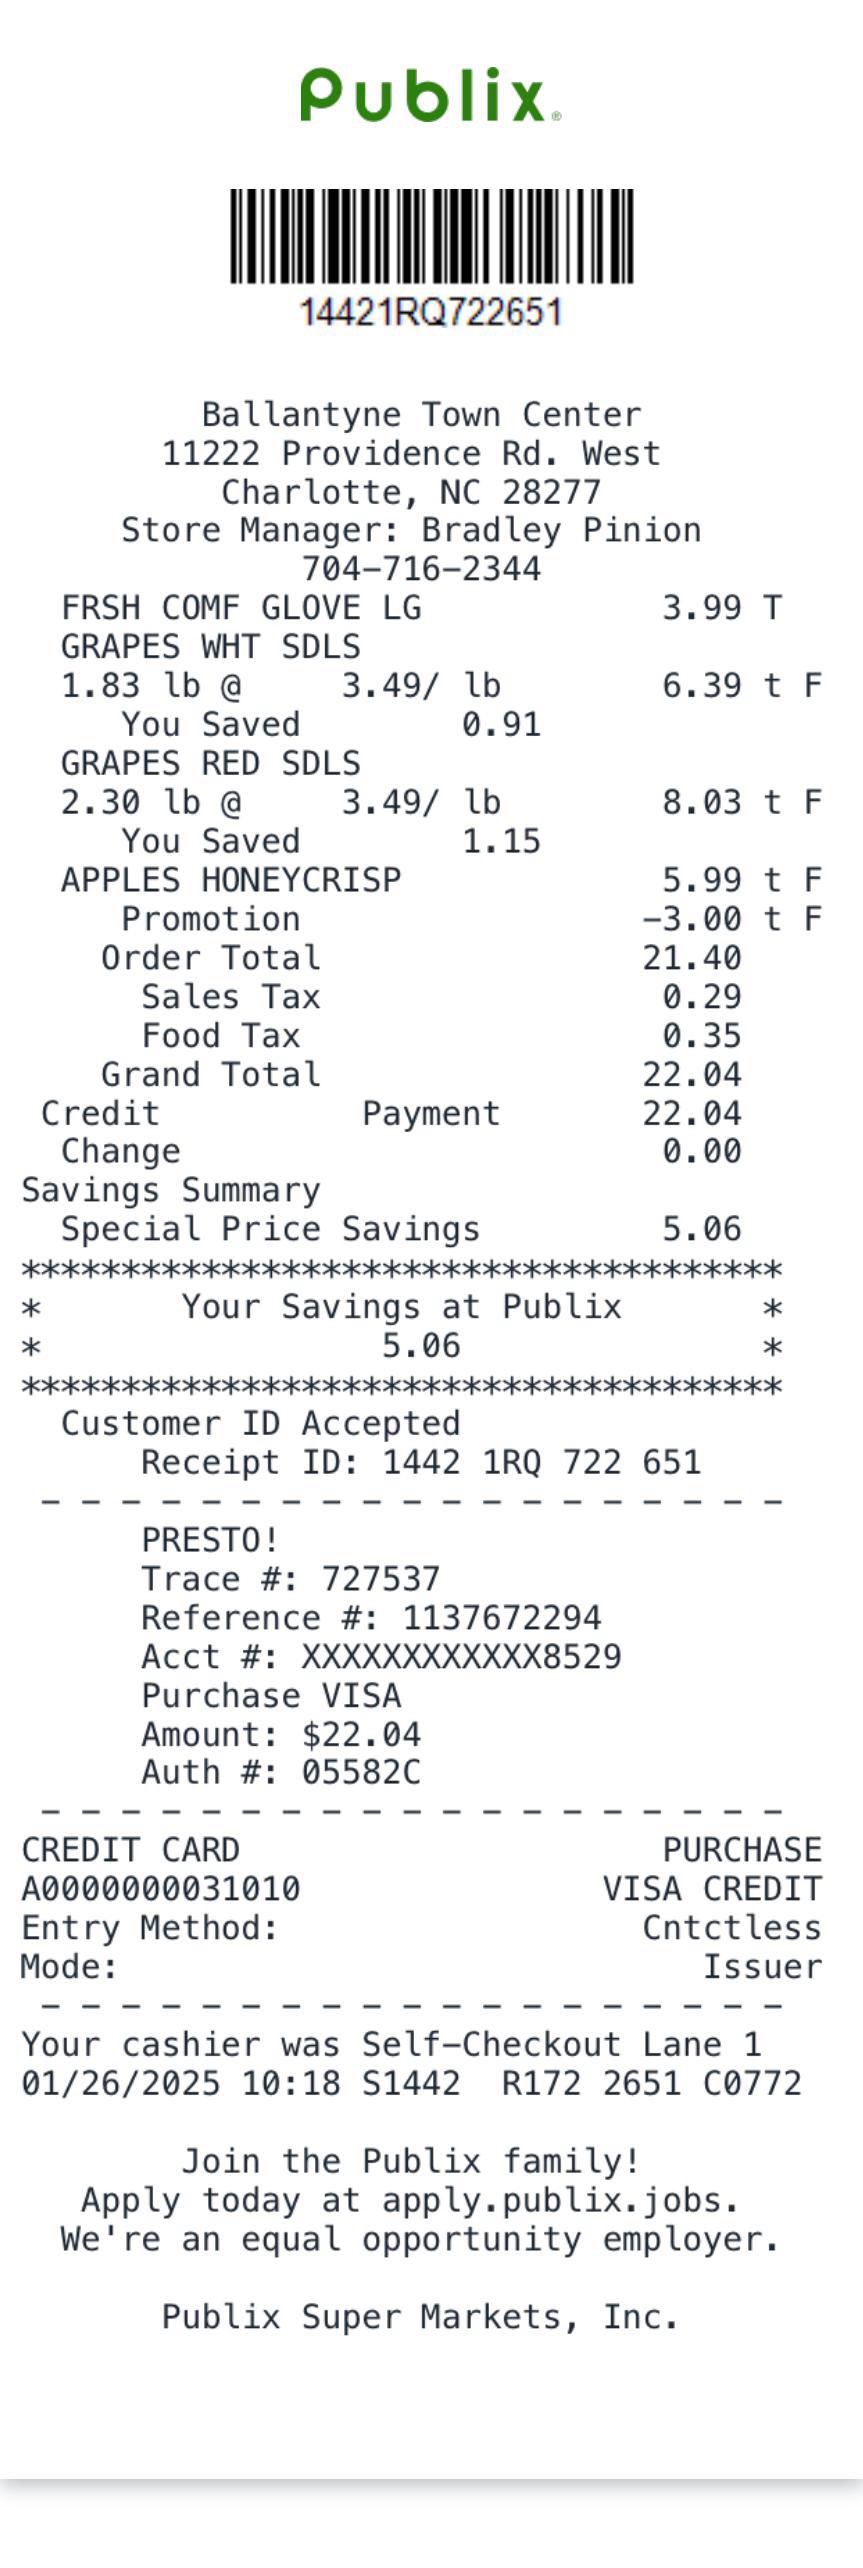 Publix®
14421RQ722651
Ballantyne Town Center
11222 Providence Rd. West
Charlotte, NC 28277
Store Manager: Bradley Pinion
704-716-2344
FRSH COMF GLOVE LG 3.99 T
GRAPES WHT SDLS
1.83 lb @ 3.49/ lb 6.39 t F
You Saved 0.91
GRAPES RED SDLS
2.30 lb @ 3.49/ lb 8.03 t F
You Saved 1.15
APPLES HONEYCRISP 5.99 t F
Promotion -3.00 t F
Order Total 21.40
Sales Tax 0.29
Food Tax 0.35
Grand Total 22.04
Credit Payment 22.04
Change 0.00
Savings Summary
Special Price Savings 5.06
**************************************
* Your Savings at Publix *
* 5.06 *
**************************************
Customer ID Accepted
Receipt ID: 1442 1RQ 722 651
- - - - - - - - - - - - - - - - - - -
PRESTO!
Trace #: 727537
Reference #: 1137672294
Acct #: XXXXXXXXXXXX8529
Purchase VISA
Amount: $22.04
Auth #: 05582C
- - - - - - - - - - - - - - - - - - -
CREDIT CARD PURCHASE
A0000000031010 VISA CREDIT
Entry Method: Cntctless
Mode: Issuer
- - - - - - - - - - - - - - - - - - -
Your cashier was Self-Checkout Lane 1
01/26/2025 10:18 S1442 R172 2651 C0772
Join the Publix family!
Apply today at apply.publix.jobs.
We're an equal opportunity employer.
Publix Super Markets, Inc.